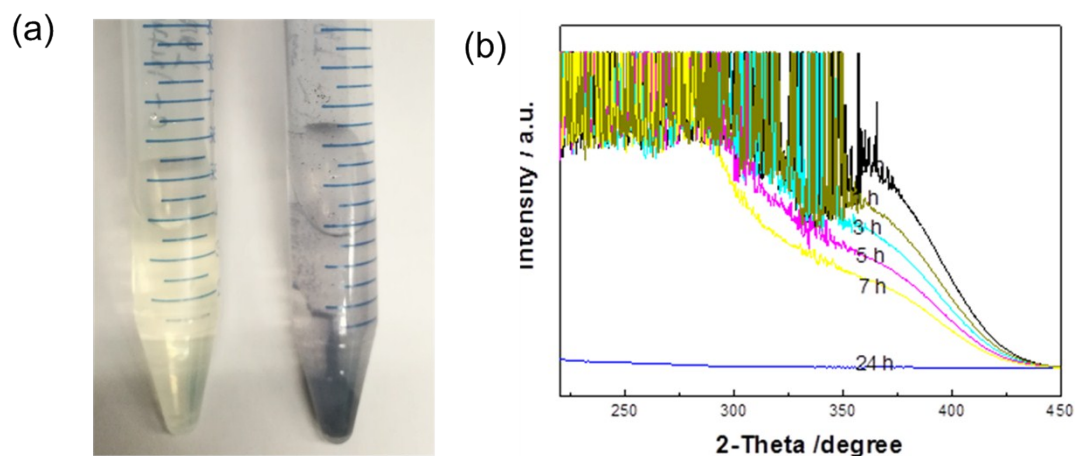 (a)
(b)
Intensity / a.u.
h
3 h
5 h
7 h
24 h
250
300
350
400
450
2-Theta /degree